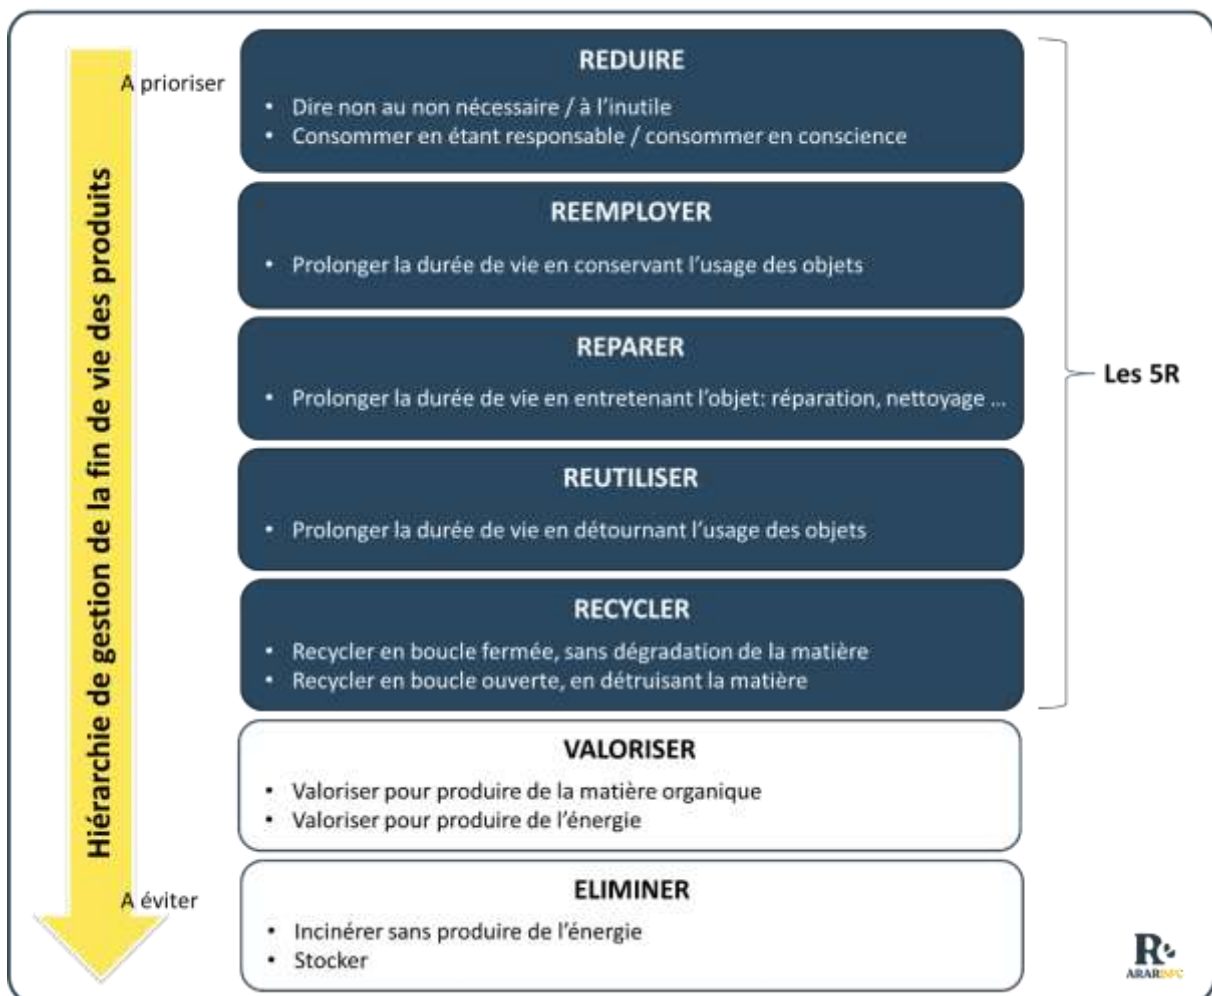 A prioriser
REDUIRE
• Dire non au non nécessaire / à l'inutile
• Consommer en étant responsable / consommer en conscience
REEMPLOYER
• Prolonger la durée de vie en conservant l'usage des objets
REPARER
• Prolonger la durée de vie en entretenant l'objet: réparation, nettoyage ...
Les 5R
REUTILISER
• Prolonger la durée de vie en détournant l'usage des objets
RECYCLER
• Recycler en boucle fermée, sans dégradation de la matière
• Recycler en boucle ouverte, en détruisant la matière
VALORISER
• Valoriser pour produire de la matière organique
• Valoriser pour produire de l'énergie
A éviter
ELIMINER
• Incinérer sans produire de l'énergie
• Stocker
Hiérarchie de gestion de la fin de vie des produits
R